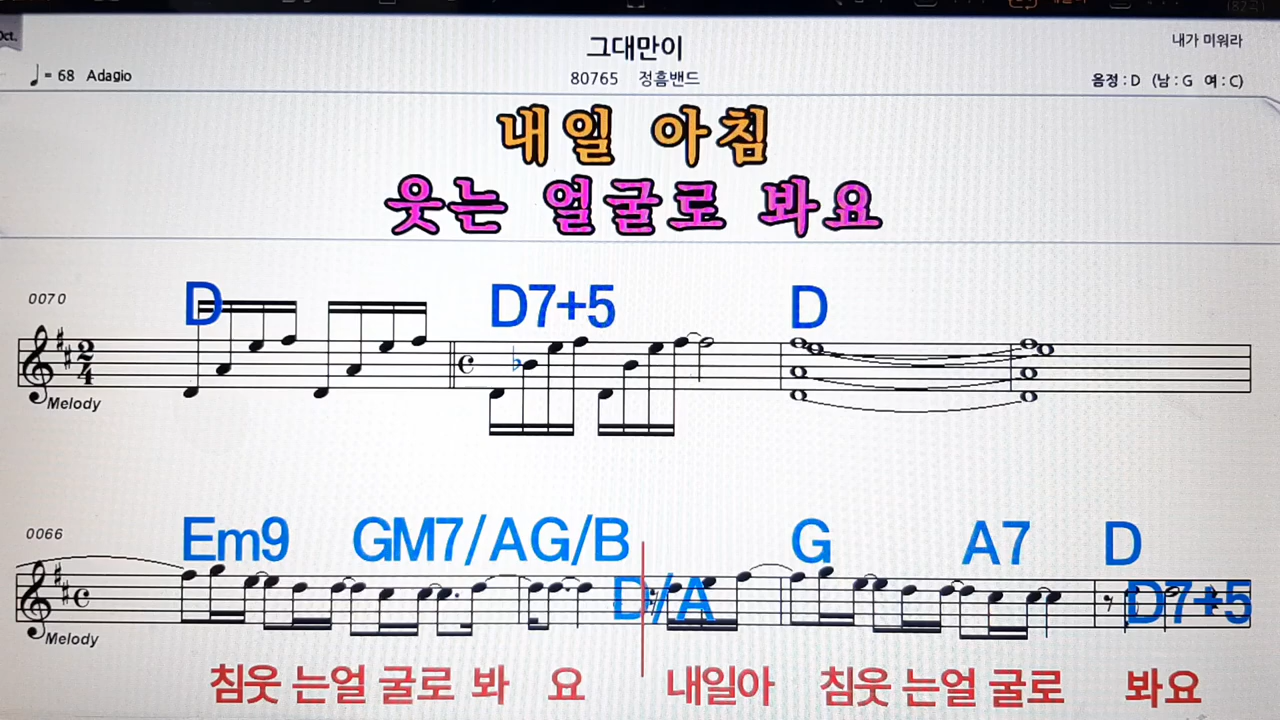 Oct.
그대만이
내가 미워라
♩= 68 Adagio
80765 정흠밴드
음정 : D (남 : G 여 : C)
내일 아침
웃는 얼굴로 봐요
0070
D D7+5 D
2/4
Melody
0066
Em9 GM7/A G/B D/A G A7 D D7+5
Melody
침웃 는얼 굴로 봐 요 내일아 침웃 는얼 굴로 봐요